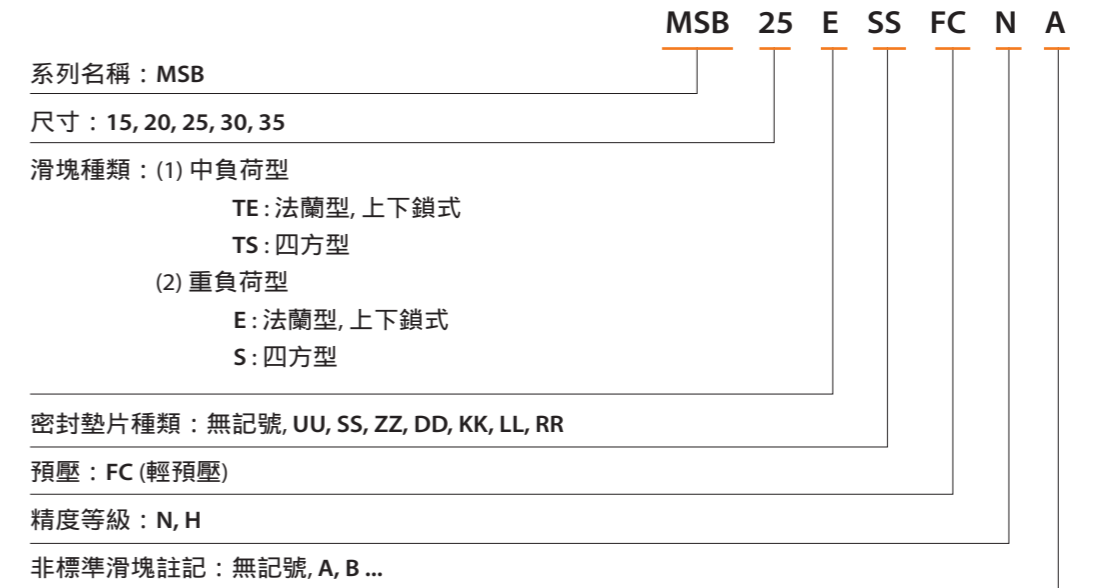 MSB 25 E SS FC N A
系列名稱：MSB
尺寸：15, 20, 25, 30, 35
滑塊種類：(1) 中負荷型
TE : 法蘭型, 上下鎖式
TS : 四方型
(2) 重負荷型
E : 法蘭型, 上下鎖式
S : 四方型
密封墊片種類：無記號, UU, SS, ZZ, DD, KK, LL, RR
預壓：FC (輕預壓)
精度等級：N, H
非標準滑塊註記：無記號, A, B ...